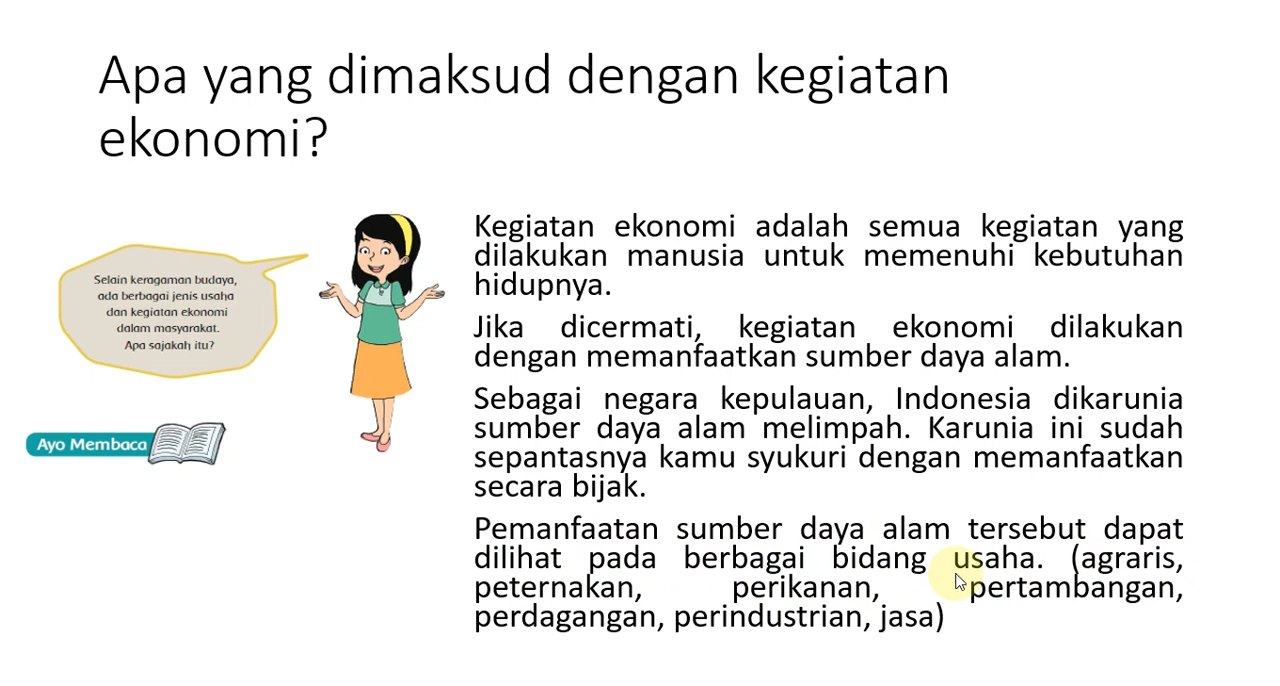 Apa yang dimaksud dengan kegiatan
ekonomi?
Selain keragaman budaya,
ada berbagai jenis usaha
dan kegiatan ekonomi
dalam masyarakat.
Apa sajakah itu?
Ayo Membaca
Kegiatan ekonomi adalah semua kegiatan yang
dilakukan manusia untuk memenuhi kebutuhan
hidupnya.
Jika dicermati, kegiatan ekonomi dilakukan
dengan memanfaatkan sumber daya alam.
Sebagai negara kepulauan, Indonesia dikarunia
sumber daya alam melimpah. Karunia ini sudah
sepantasnya kamu syukuri dengan memanfaatkan
secara bijak.
Pemanfaatan sumber daya alam tersebut dapat
dilihat pada berbagai bidang usaha. (agraris,
peternakan, perikanan, pertambangan,
perdagangan, perindustrian, jasa)